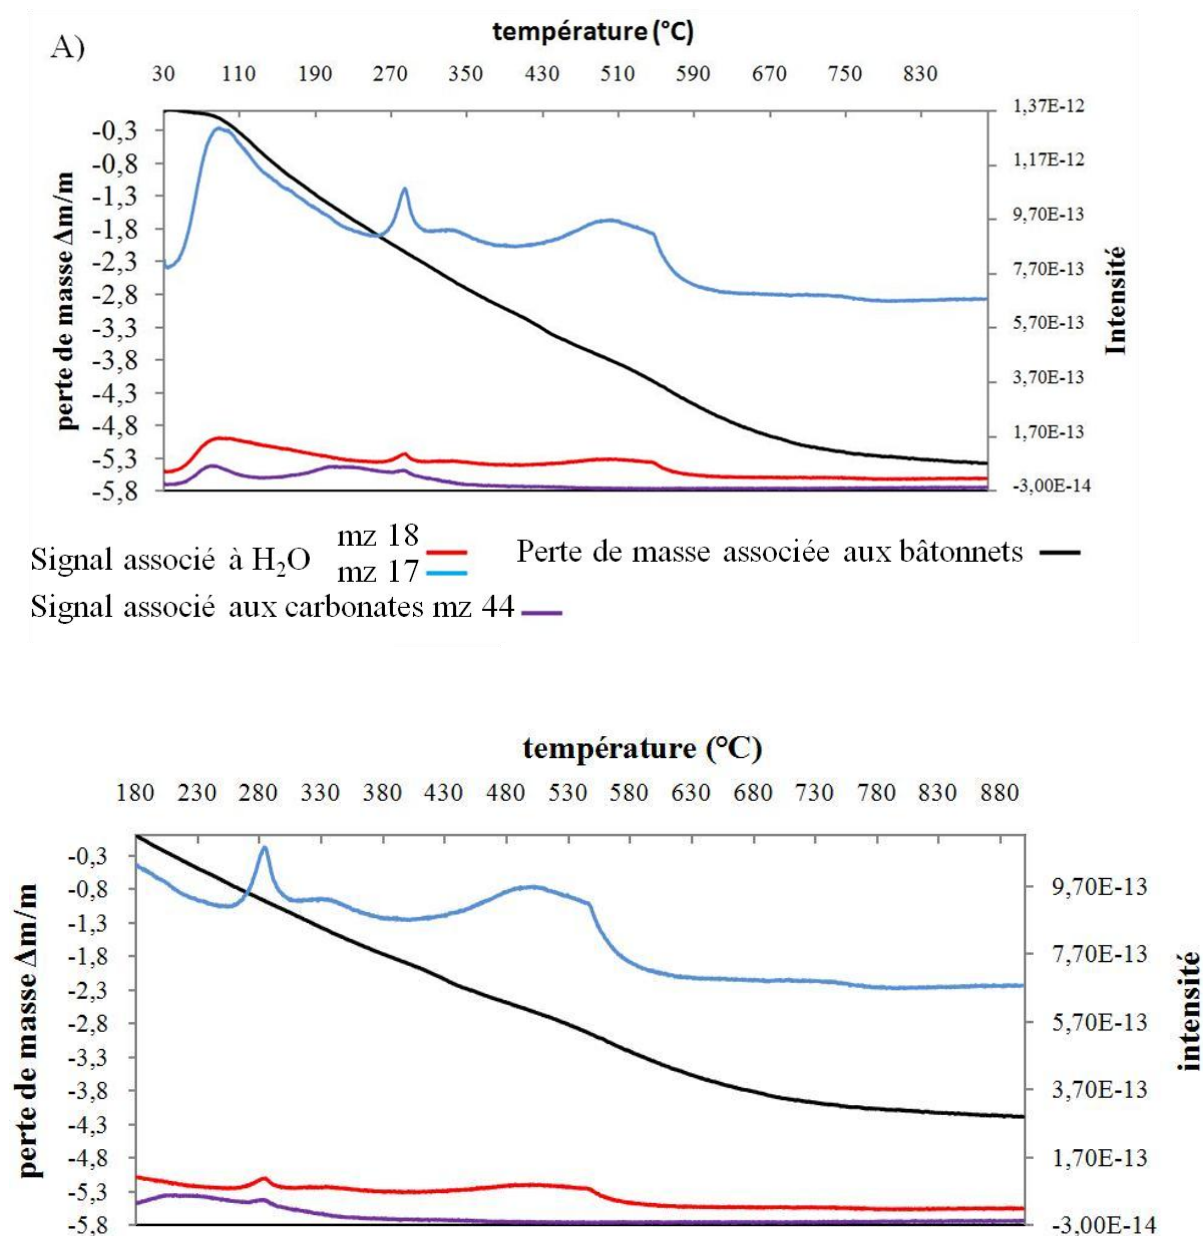 A)
température (°C)
30 110 190 270 350 430 510 590 670 750 830
perte de masse Δm/m
-0,3
-0,8
-1,3
-1,8
-2,3
-2,8
-3,3
-3,8
-4,3
-4,8
-5,3
-5,8
1,37E-12
1,17E-12
9,70E-13
7,70E-13
5,70E-13
3,70E-13
1,70E-13
-3,00E-14
Intensité
Signal associé à H₂O mz 18
mz 17
Perte de masse associée aux bâtonnets
Signal associé aux carbonates mz 44
température (°C)
180 230 280 330 380 430 480 530 580 630 680 730 780 830 880
perte de masse Δm/m
-0,3
-0,8
-1,3
-1,8
-2,3
-2,8
-3,3
-3,8
-4,3
-4,8
-5,3
-5,8
9,70E-13
7,70E-13
5,70E-13
3,70E-13
1,70E-13
-3,00E-14
intensité